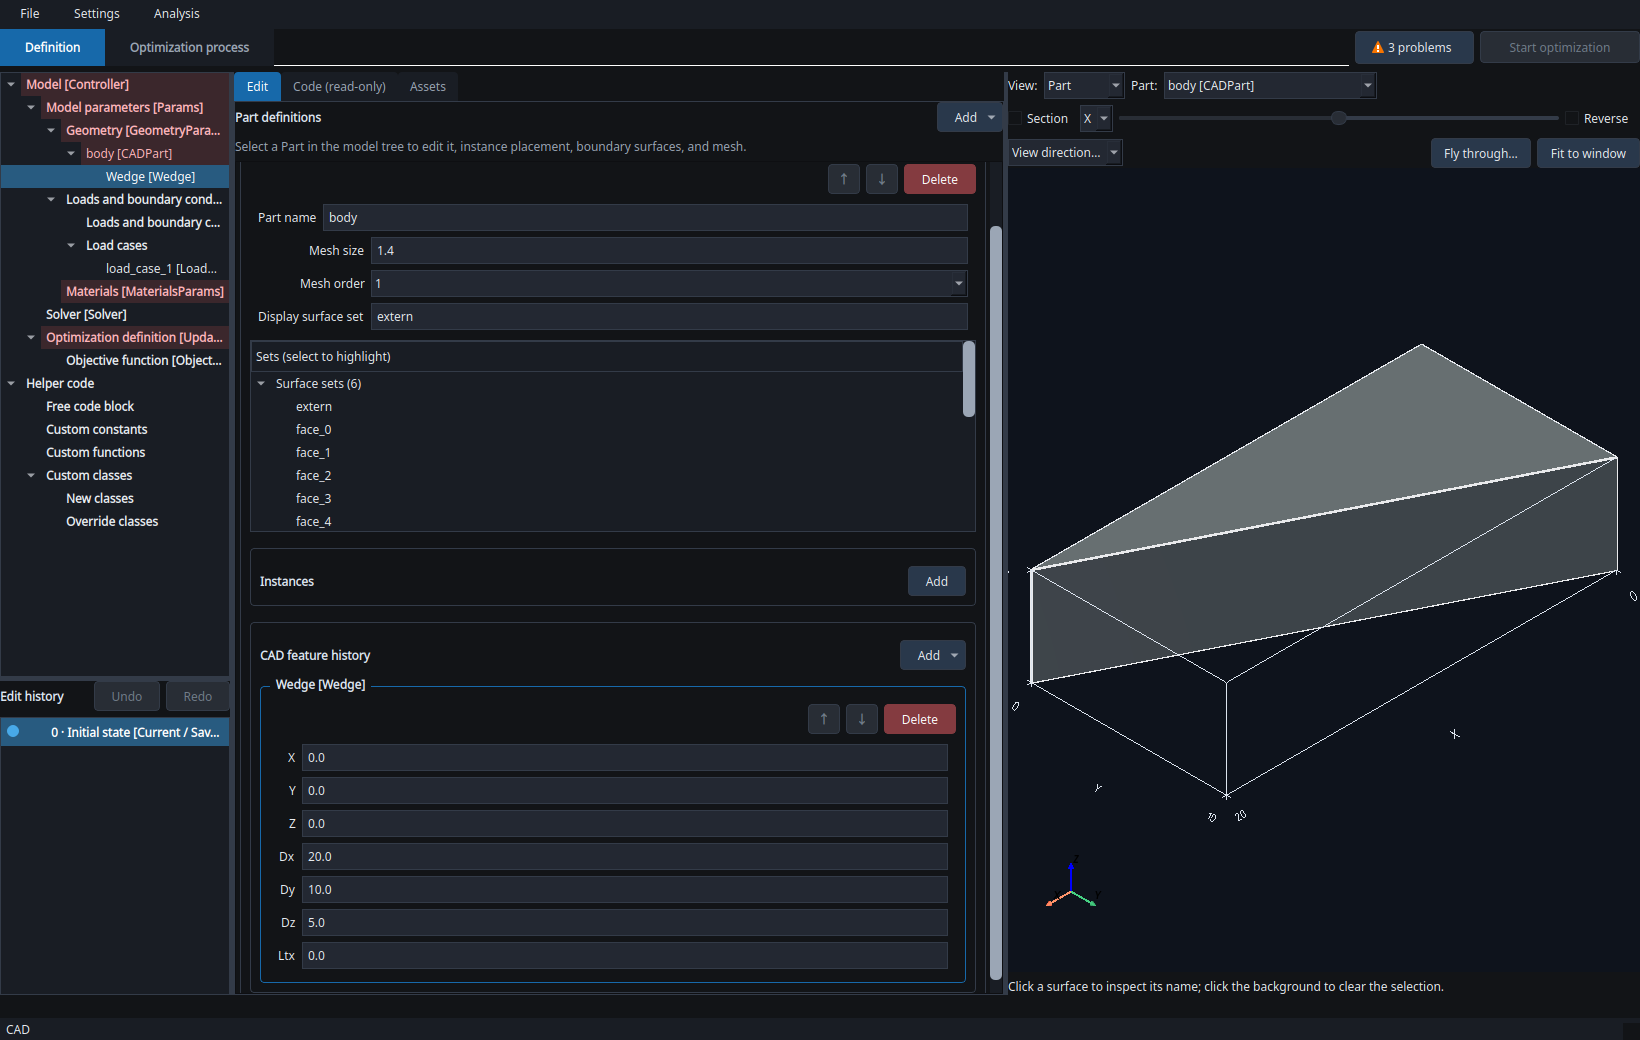 File Settings Analysis
Definition Optimization process 3 problems Start optimization
Model [Controller]
Model parameters [Params]
Geometry [GeometryPara...
body [CADPart]
Wedge [Wedge]
Loads and boundary cond...
Loads and boundary c...
Load cases
load_case_1 [Load...
Materials [MaterialsParams]
Solver [Solver]
Optimization definition [Upda...
Objective function [Object...
Helper code
Free code block
Custom constants
Custom functions
Custom classes
New classes
Override classes
Edit history Undo Redo
0 · Initial state [Current / Sav...
Edit Code (read-only) Assets
Part definitions Add
Select a Part in the model tree to edit it, instance placement, boundary surfaces, and mesh.
↑ ↓ Delete
Part name body
Mesh size 1.4
Mesh order 1
Display surface set extern
Sets (select to highlight)
Surface sets (6)
extern
face_0
face_1
face_2
face_3
face_4
Instances Add
CAD feature history Add
Wedge [Wedge]
↑ ↓ Delete
X 0.0
Y 0.0
Z 0.0
Dx 20.0
Dy 10.0
Dz 5.0
Ltx 0.0
View: Part Part: body [CADPart]
Section X Reverse
View direction... Fly through... Fit to window
0
0
X
Y
10 20
Z
Y
Click a surface to inspect its name; click the background to clear the selection.
CAD